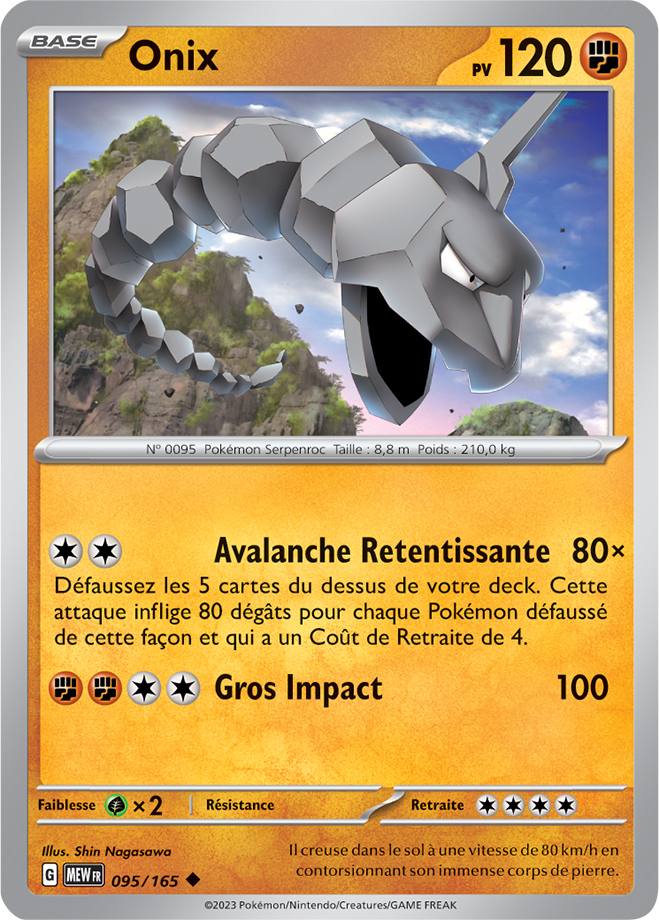 BASE
Onix
PV 120
Nº 0095 Pokémon Serpenroc Taille : 8,8 m Poids : 210,0 kg
Avalanche Retentissante 80×
Défaussez les 5 cartes du dessus de votre deck. Cette
attaque inflige 80 dégâts pour chaque Pokémon défaussé
de cette façon et qui a un Coût de Retraite de 4.
Gros Impact 100
Faiblesse ×2 Résistance Retraite
Illus. Shin Nagasawa
Il creuse dans le sol à une vitesse de 80 km/h en
contorsionnant son immense corps de pierre.
G MEW FR 095/165
©2023 Pokémon/Nintendo/Creatures/GAME FREAK